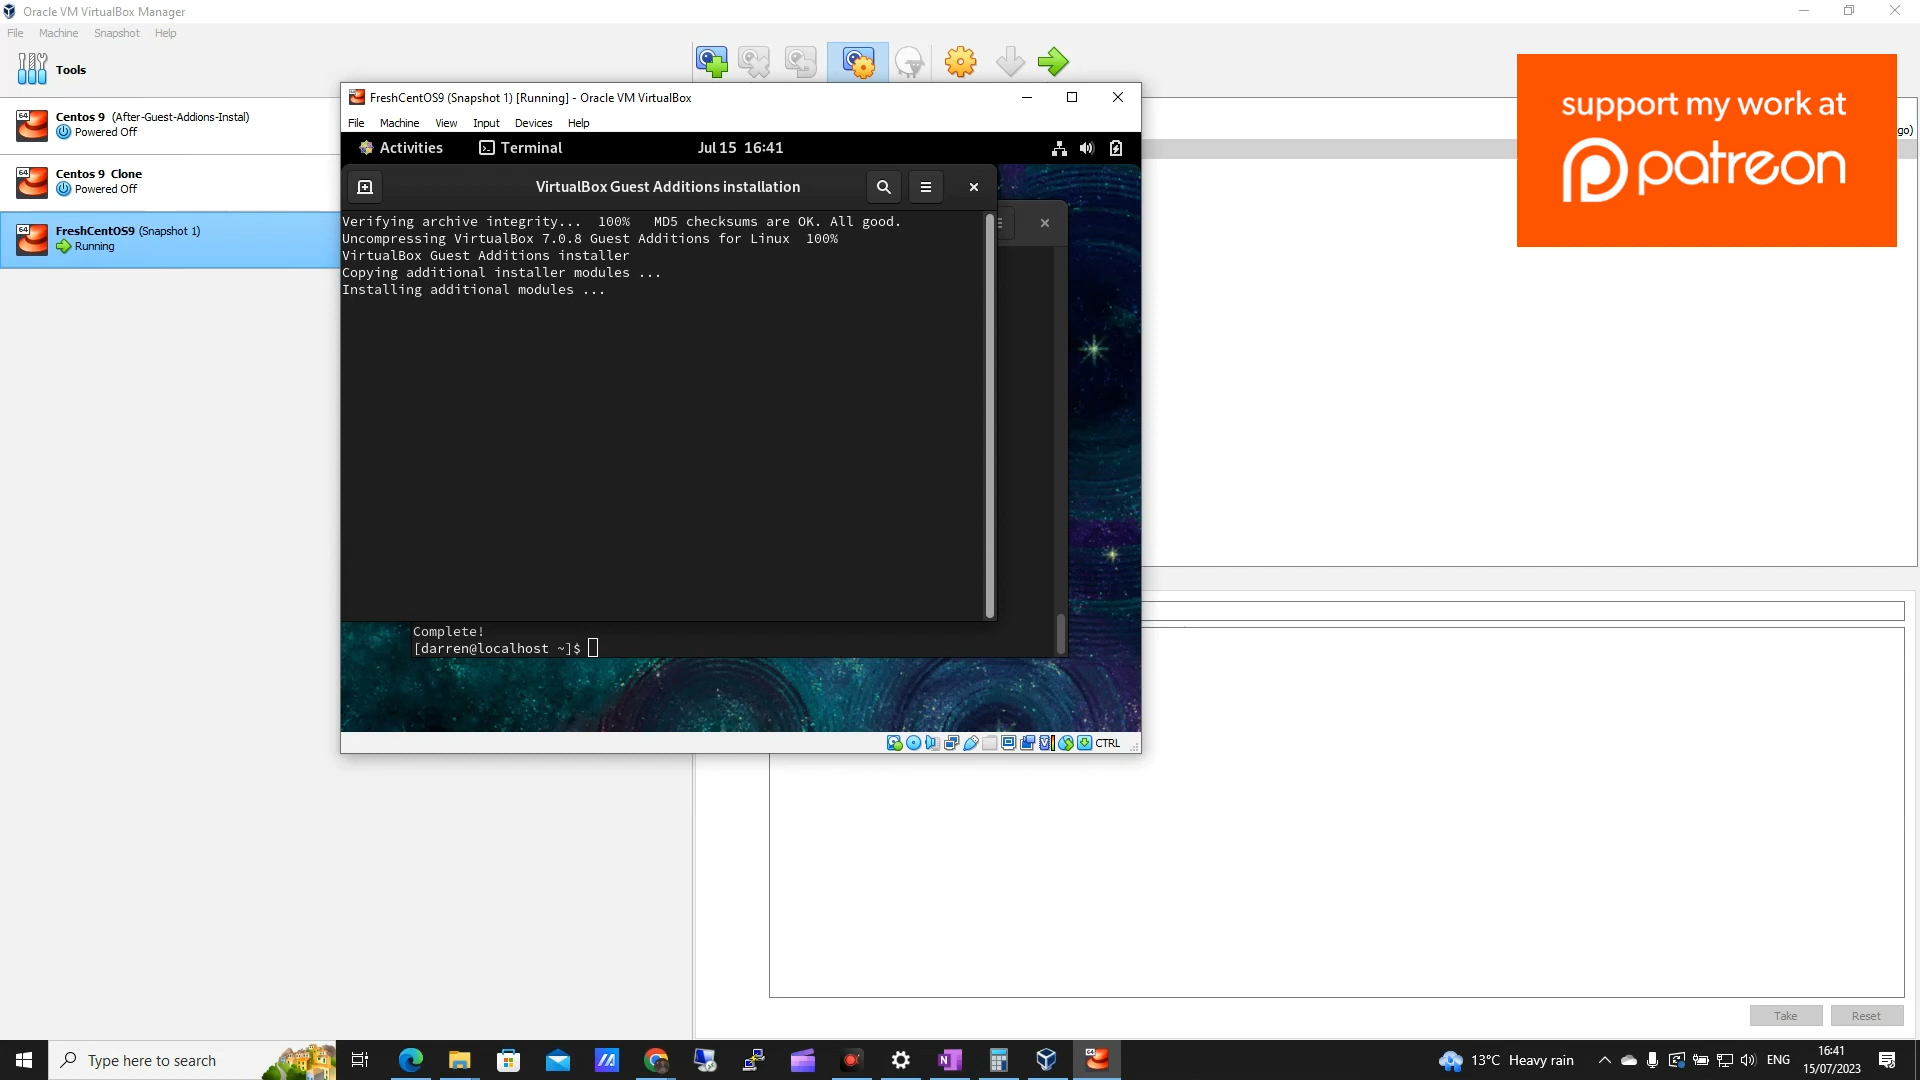 Oracle VM VirtualBox Manager
File Machine Snapshot Help
Tools
Centos 9 (After-Guest-Addions-Instal)
Powered Off
Centos 9 Clone
Powered Off
FreshCentOS9 (Snapshot 1)
Running
support my work at
patreon
go)
FreshCentOS9 (Snapshot 1) [Running] - Oracle VM VirtualBox
File Machine View Input Devices Help
Activities Terminal Jul 15 16:41
VirtualBox Guest Additions installation
Verifying archive integrity... 100% MD5 checksums are OK. All good.
Uncompressing VirtualBox 7.0.8 Guest Additions for Linux 100%
VirtualBox Guest Additions installer
Copying additional installer modules ...
Installing additional modules ...
Complete!
[darren@localhost ~]$
CTRL
Take Reset
Type here to search
13°C Heavy rain
ENG
16:41
15/07/2023